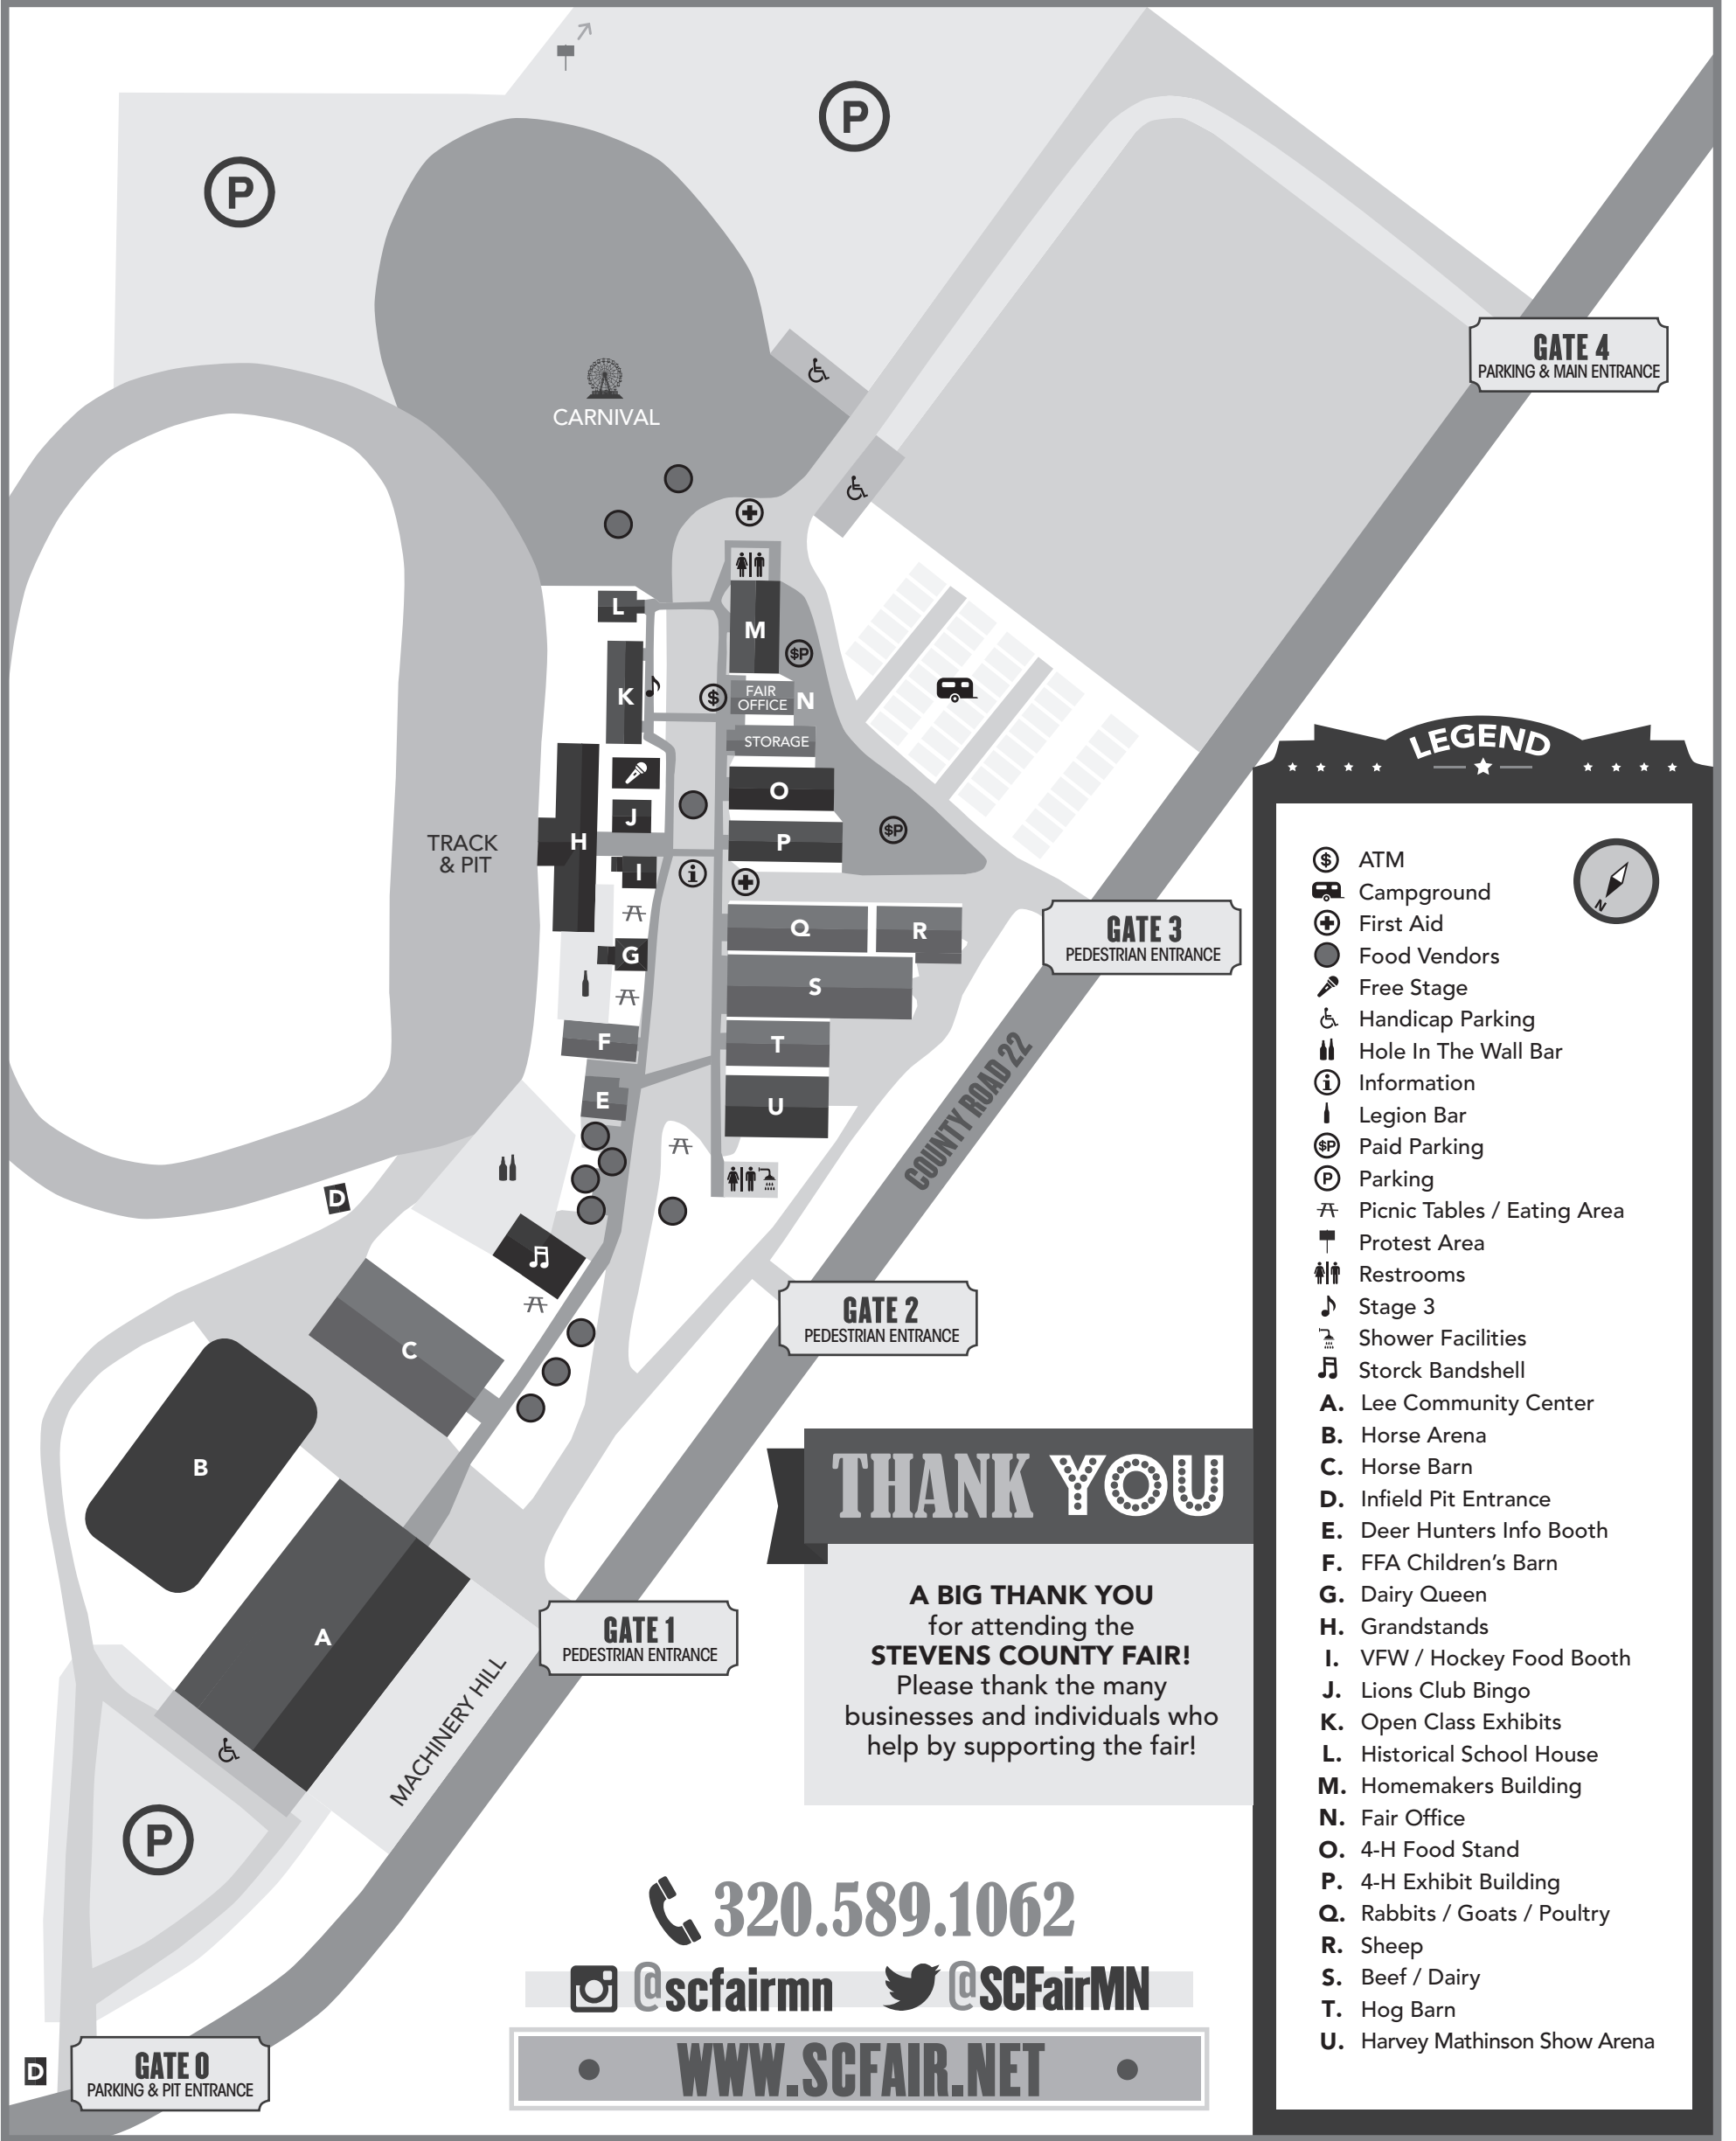 P
P
GATE 4
PARKING & MAIN ENTRANCE
CARNIVAL
L
M
$P
K
$
FAIR
OFFICE
N
STORAGE
O
J
H
P
$P
TRACK
& PIT
I
i
Q
R
GATE 3
PEDESTRIAN ENTRANCE
G
S
F
T
E
U
COUNTY ROAD 22
D
GATE 2
PEDESTRIAN ENTRANCE
C
B
A
GATE 1
PEDESTRIAN ENTRANCE
MACHINERY HILL
P
D
GATE 0
PARKING & PIT ENTRANCE
THANK YOU
A BIG THANK YOU
for attending the
STEVENS COUNTY FAIR!
Please thank the many
businesses and individuals who
help by supporting the fair!
320.589.1062
@scfairmn @SCFairMN
WWW.SCFAIR.NET
LEGEND
N
$ ATM
Campground
First Aid
Food Vendors
Free Stage
Handicap Parking
Hole In The Wall Bar
i Information
Legion Bar
$P Paid Parking
P Parking
Picnic Tables / Eating Area
Protest Area
Restrooms
Stage 3
Shower Facilities
Storck Bandshell
A. Lee Community Center
B. Horse Arena
C. Horse Barn
D. Infield Pit Entrance
E. Deer Hunters Info Booth
F. FFA Children's Barn
G. Dairy Queen
H. Grandstands
I. VFW / Hockey Food Booth
J. Lions Club Bingo
K. Open Class Exhibits
L. Historical School House
M. Homemakers Building
N. Fair Office
O. 4-H Food Stand
P. 4-H Exhibit Building
Q. Rabbits / Goats / Poultry
R. Sheep
S. Beef / Dairy
T. Hog Barn
U. Harvey Mathinson Show Arena